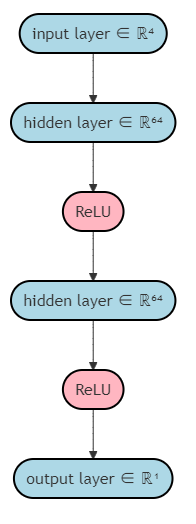 input layer ∈ ℝ⁴
hidden layer ∈ ℝ⁶⁴
ReLU
hidden layer ∈ ℝ⁶⁴
ReLU
output layer ∈ ℝ¹